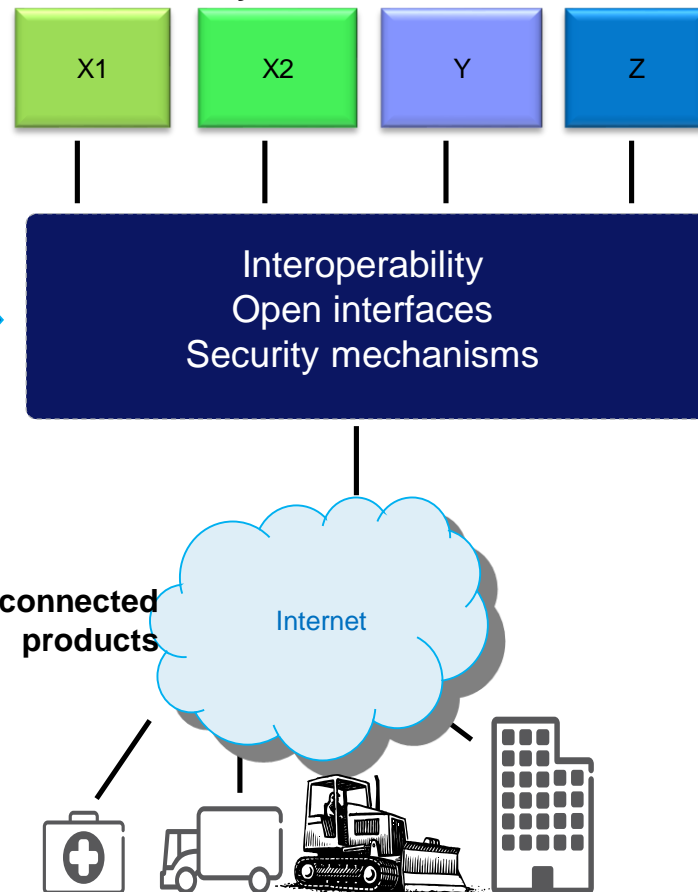 X1
X2
Y
Z
Interoperability
Open interfaces
Security mechanisms
connected
products
Internet